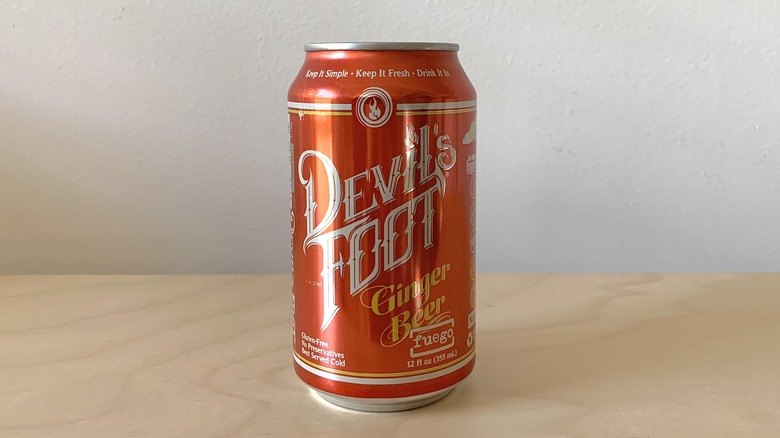 Keep It Simple • Keep It Fresh • Drink It In
Devil's
Foot
Ginger
Beer
fuego
Gluten-Free
No Preservatives
Best Served Cold
12 fl oz (355 mL)